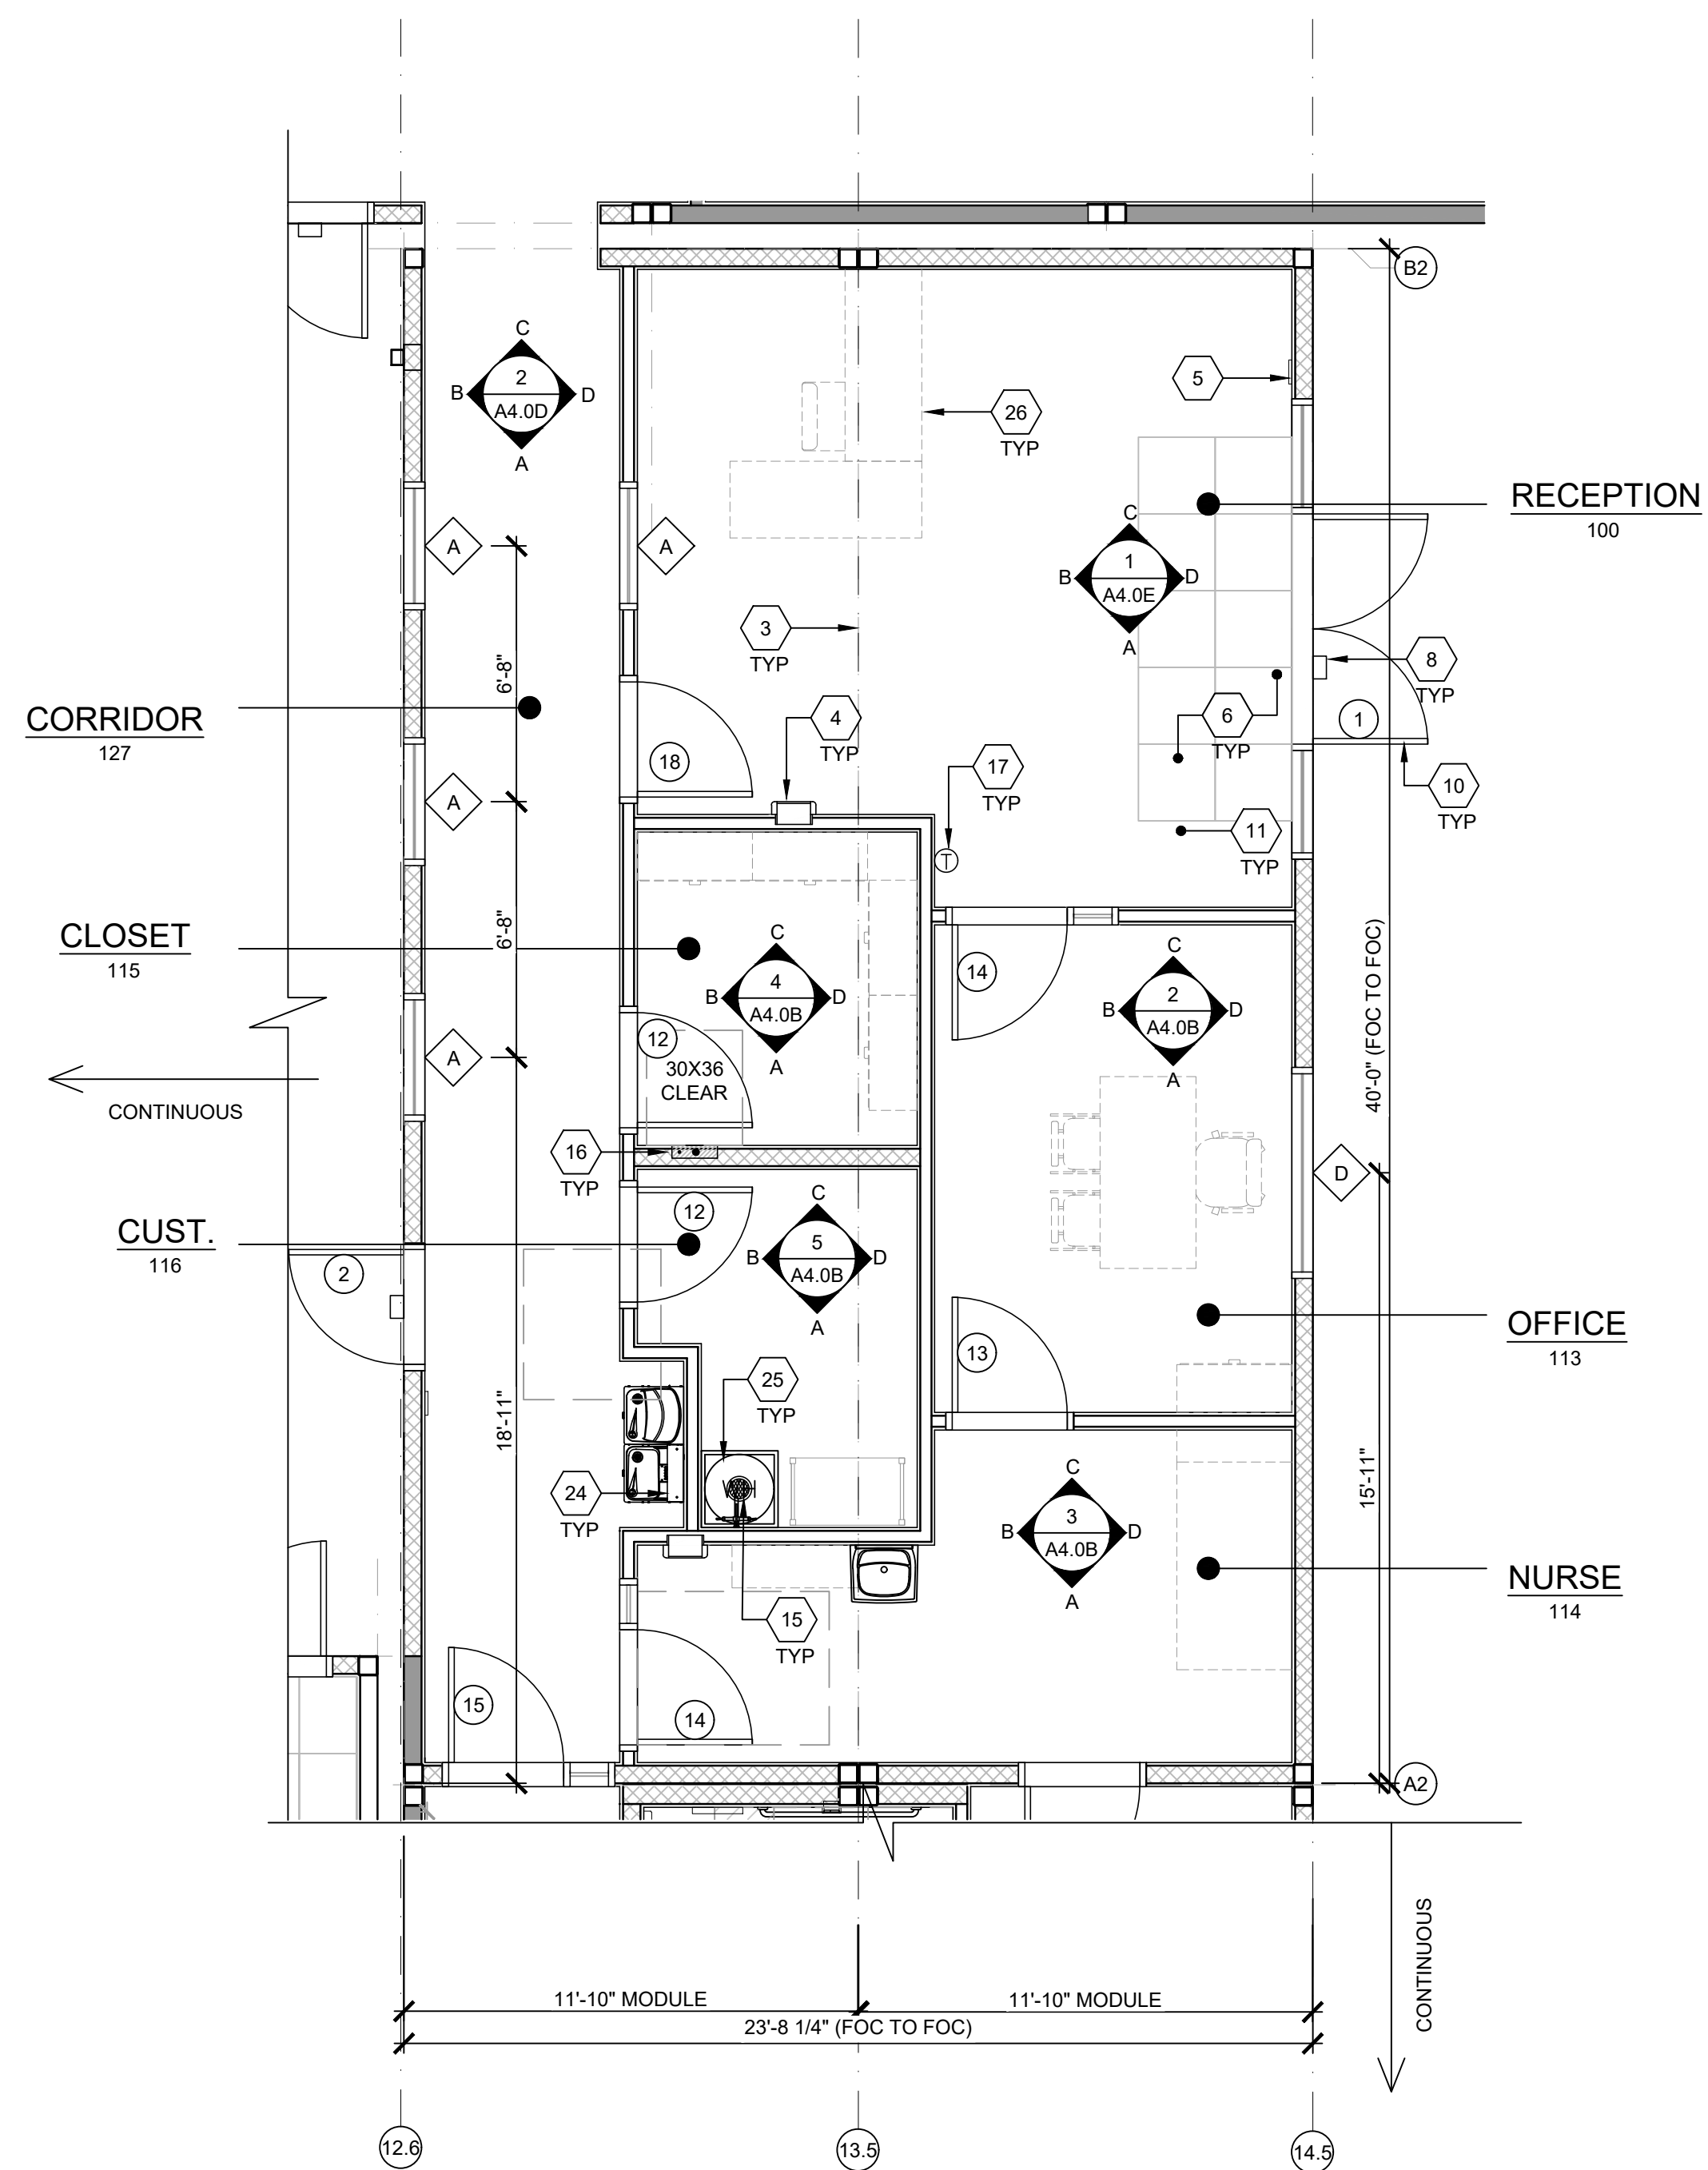 B2
C
2
B
D
A4.0D
A
5
26
TYP
RECEPTION
100
A
A
C
1
B
D
A4.0E
A
3
TYP
8
TYP
6'-8"
CORRIDOR
127
4
TYP
6
TYP
1
18
17
TYP
10
TYP
A
11
TYP
T
CLOSET
115
6'-8"
C
4
B
D
A4.0B
A
14
C
2
B
D
A4.0B
A
40'-0" (FOC TO FOC)
12
30X36
CLEAR
A
CONTINUOUS
16
TYP
D
CUST.
116
12
C
5
B
D
A4.0B
A
2
OFFICE
113
13
25
TYP
18'-11"
24
TYP
WH
C
3
B
D
A4.0B
A
15'-11"
NURSE
114
15
TYP
15
14
A2
CONTINUOUS
11'-10" MODULE
11'-10" MODULE
23'-8 1/4" (FOC TO FOC)
12.6
13.5
14.5